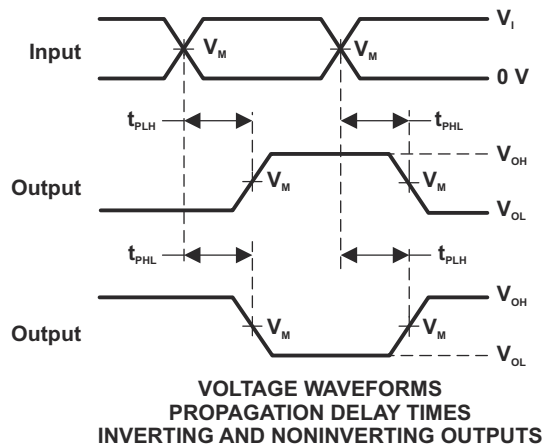 V_I
Input V_M V_M
0 V
t_PLH t_PHL
V_OH
Output V_M V_M
V_OL
t_PHL t_PLH
V_OH
Output V_M V_M
V_OL
VOLTAGE WAVEFORMS
PROPAGATION DELAY TIMES
INVERTING AND NONINVERTING OUTPUTS